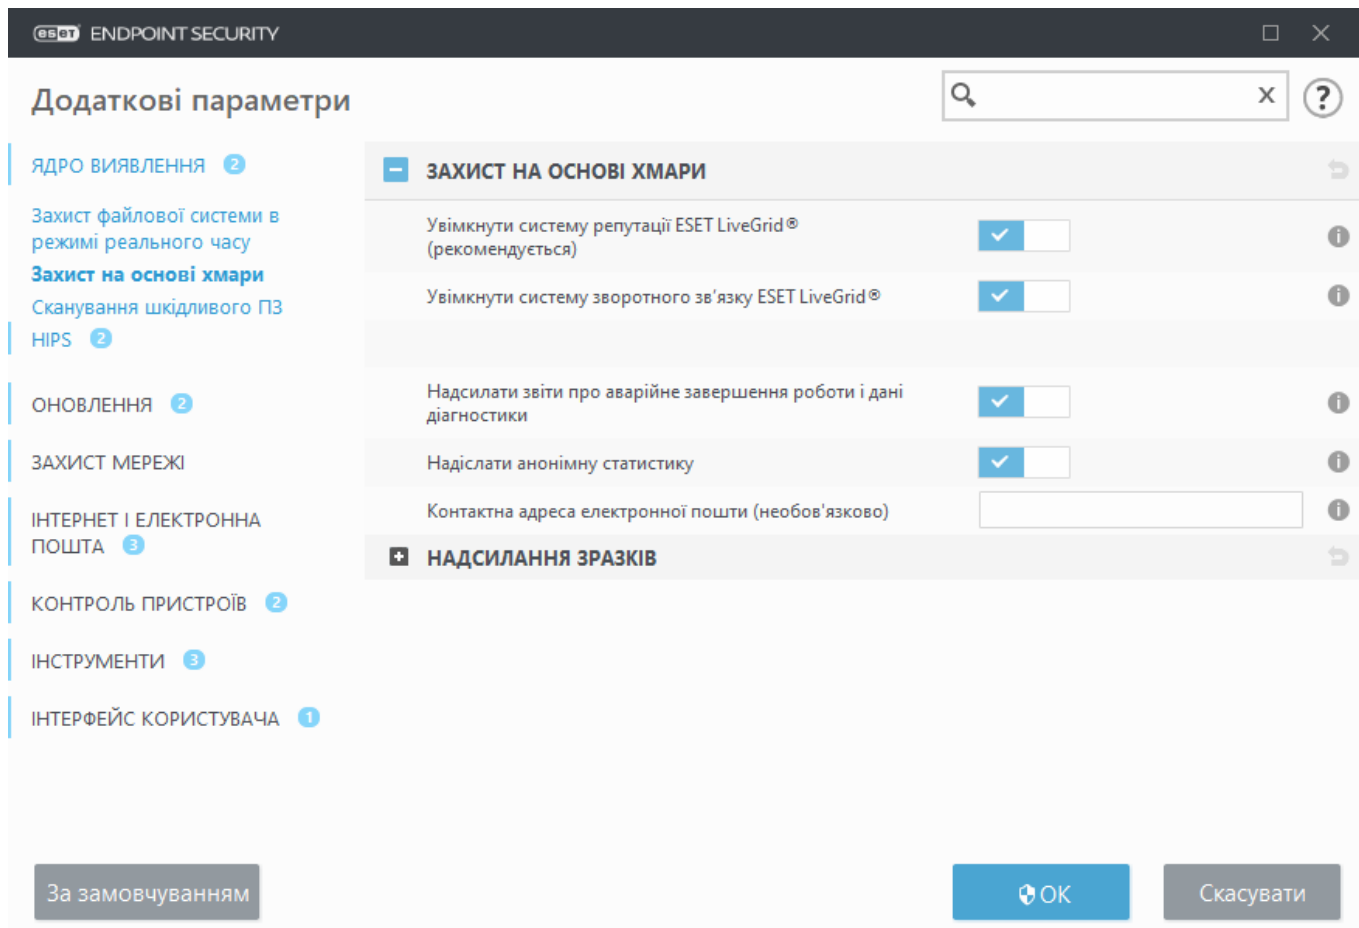 eset ENDPOINT SECURITY
Додаткові параметри
x
?
ЯДРО ВИЯВЛЕННЯ 2
Захист файлової системи в
режимі реального часу
Захист на основі хмари
Сканування шкідливого ПЗ
HIPS 2
ОНОВЛЕННЯ 2
ЗАХИСТ МЕРЕЖІ
ІНТЕРНЕТ І ЕЛЕКТРОННА
ПОШТА 3
КОНТРОЛЬ ПРИСТРОЇВ 2
ІНСТРУМЕНТИ 3
ІНТЕРФЕЙС КОРИСТУВАЧА 1
ЗАХИСТ НА ОСНОВІ ХМАРИ
Увімкнути систему репутації ESET LiveGrid®
(рекомендується)
Увімкнути систему зворотного зв’язку ESET LiveGrid®
Надсилати звіти про аварійне завершення роботи і дані
діагностики
Надіслати анонімну статистику
Контактна адреса електронної пошти (необов'язково)
НАДСИЛАННЯ ЗРАЗКІВ
За замовчуванням
OK
Скасувати